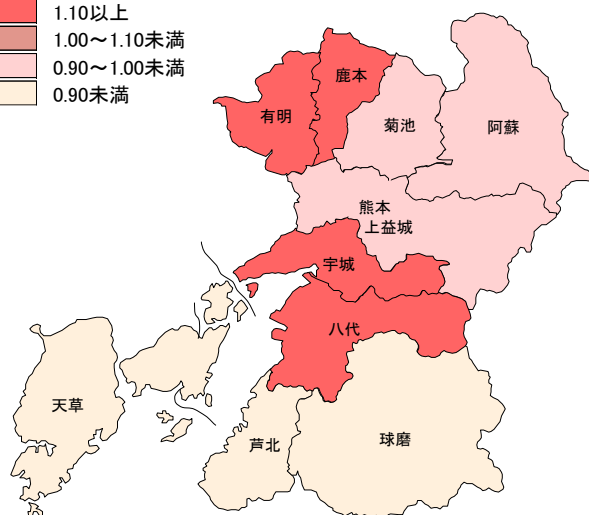 1.10以上
1.00～1.10未満
0.90～1.00未満
0.90未満
鹿本
有明
菊池
阿蘇
熊本
上益城
宇城
八代
天草
芦北
球磨